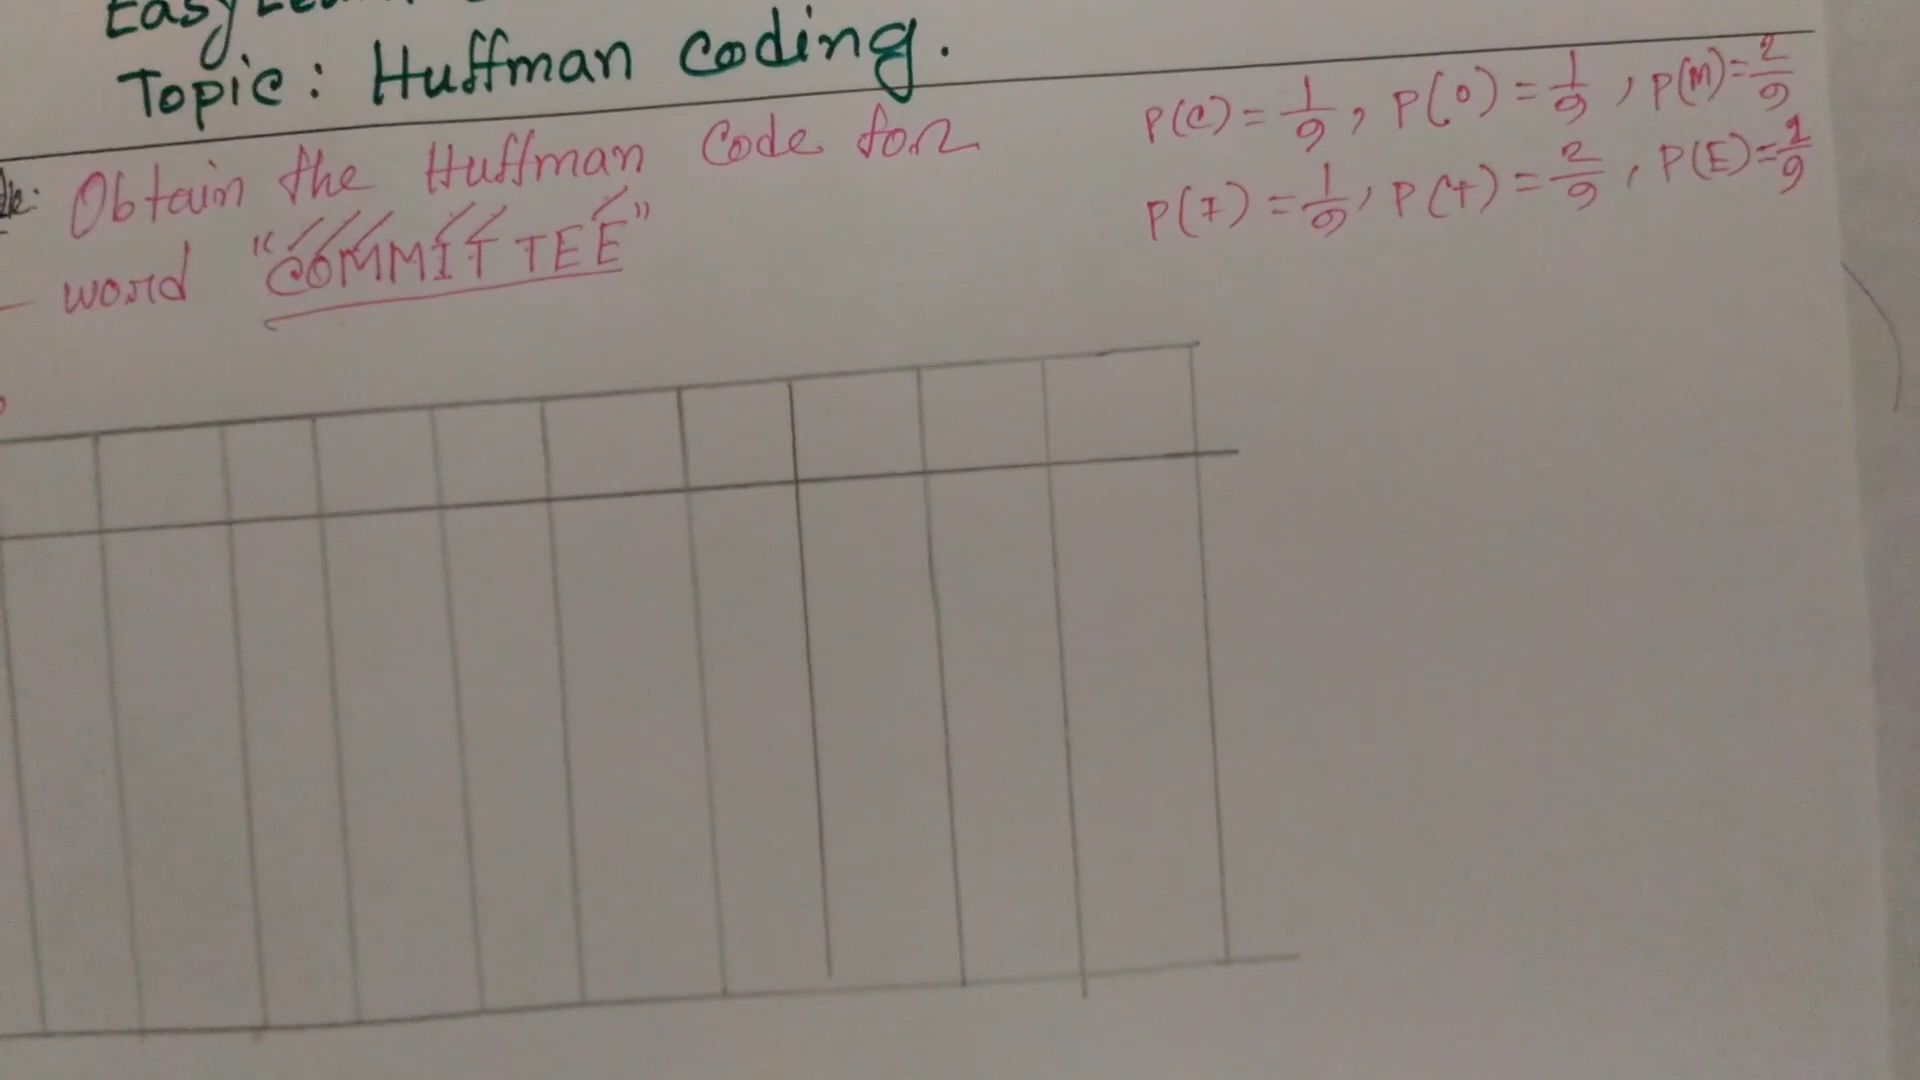 Easy
Topic: Huffman coding.
Obtain the Huffman Code for
word "COMMITTEE"
P(C) = 1/9, P(O) = 1/9, P(M) = 2/9
P(I) = 1/9, P(T) = 2/9, P(E) = 2/9